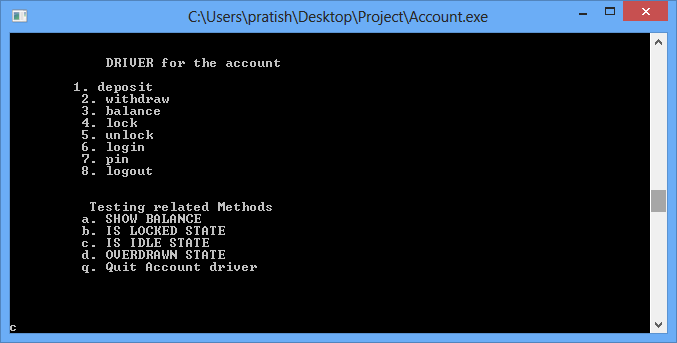 C:\Users\pratish\Desktop\Project\Account.exe
DRIVER for the account
1. deposit
2. withdraw
3. balance
4. lock
5. unlock
6. login
7. pin
8. logout
Testing related Methods
a. SHOW BALANCE
b. IS LOCKED STATE
c. IS IDLE STATE
d. OVERDRAWN STATE
q. Quit Account driver
c